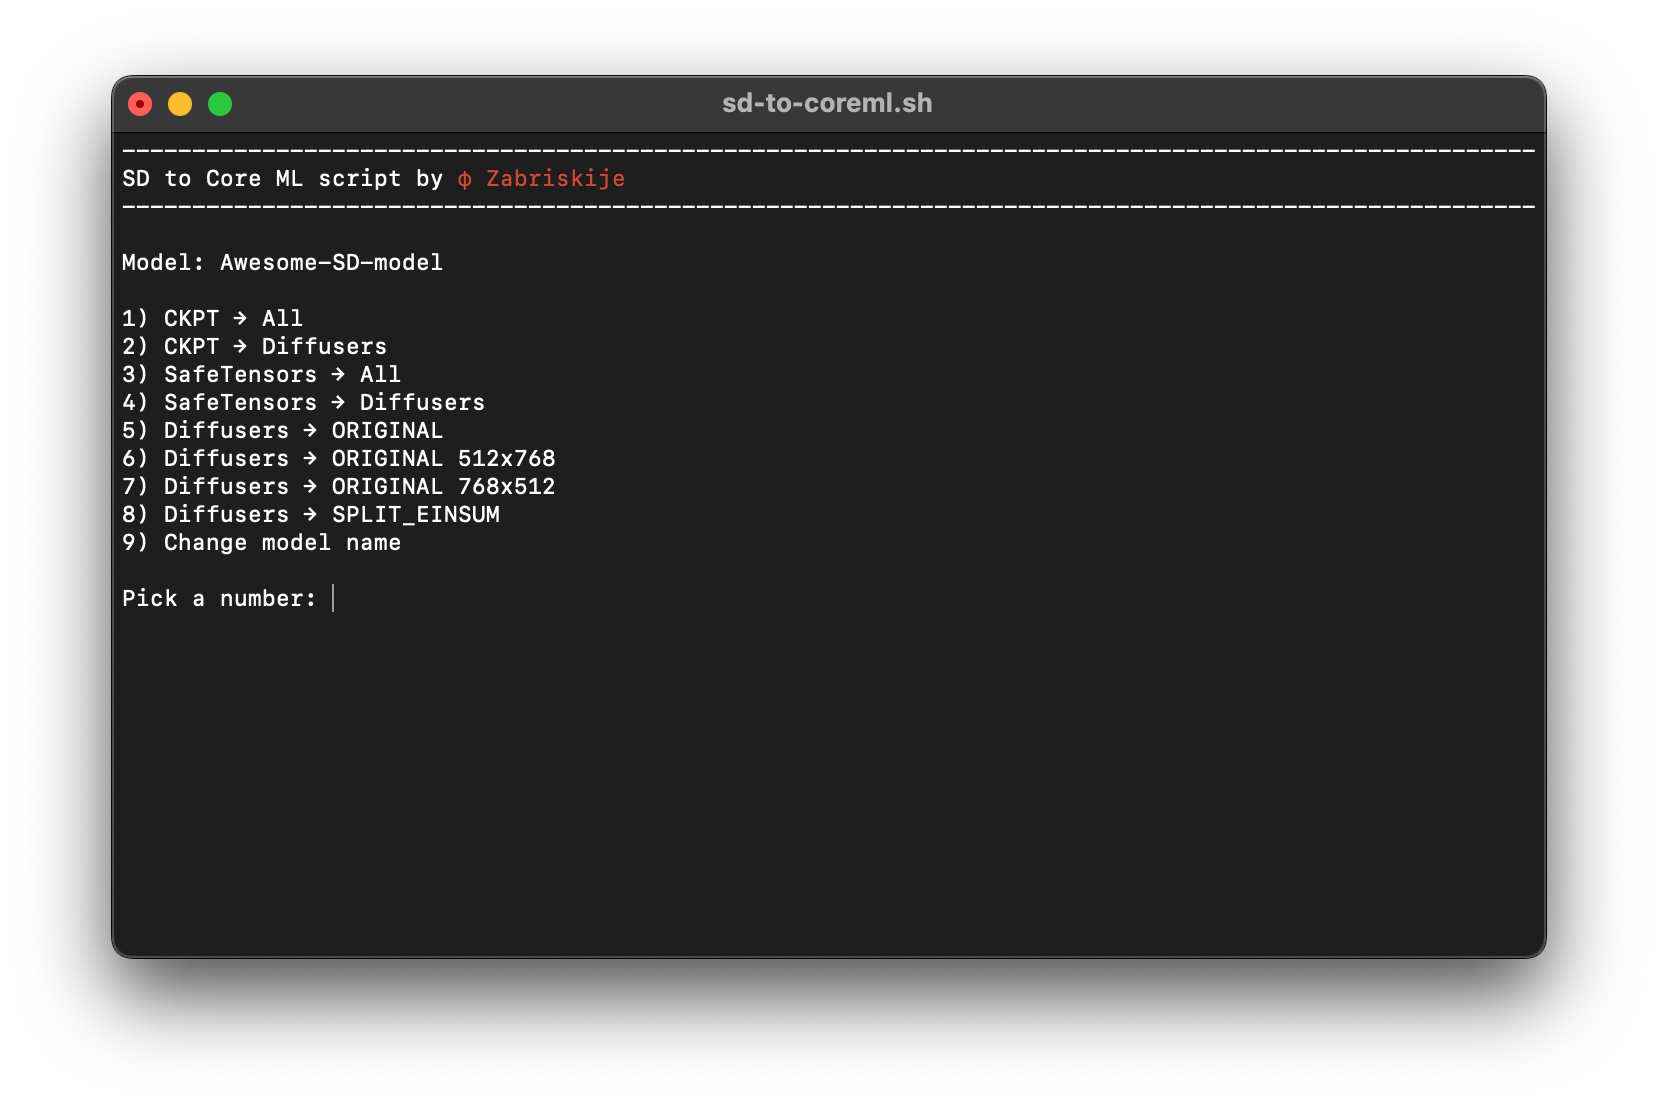 sd-to-coreml.sh
SD to Core ML script by ф Zabriskije
Model: Awesome-SD-model
1) CKPT → All
2) CKPT → Diffusers
3) SafeTensors → All
4) SafeTensors → Diffusers
5) Diffusers → ORIGINAL
6) Diffusers → ORIGINAL 512x768
7) Diffusers → ORIGINAL 768x512
8) Diffusers → SPLIT_EINSUM
9) Change model name
Pick a number: